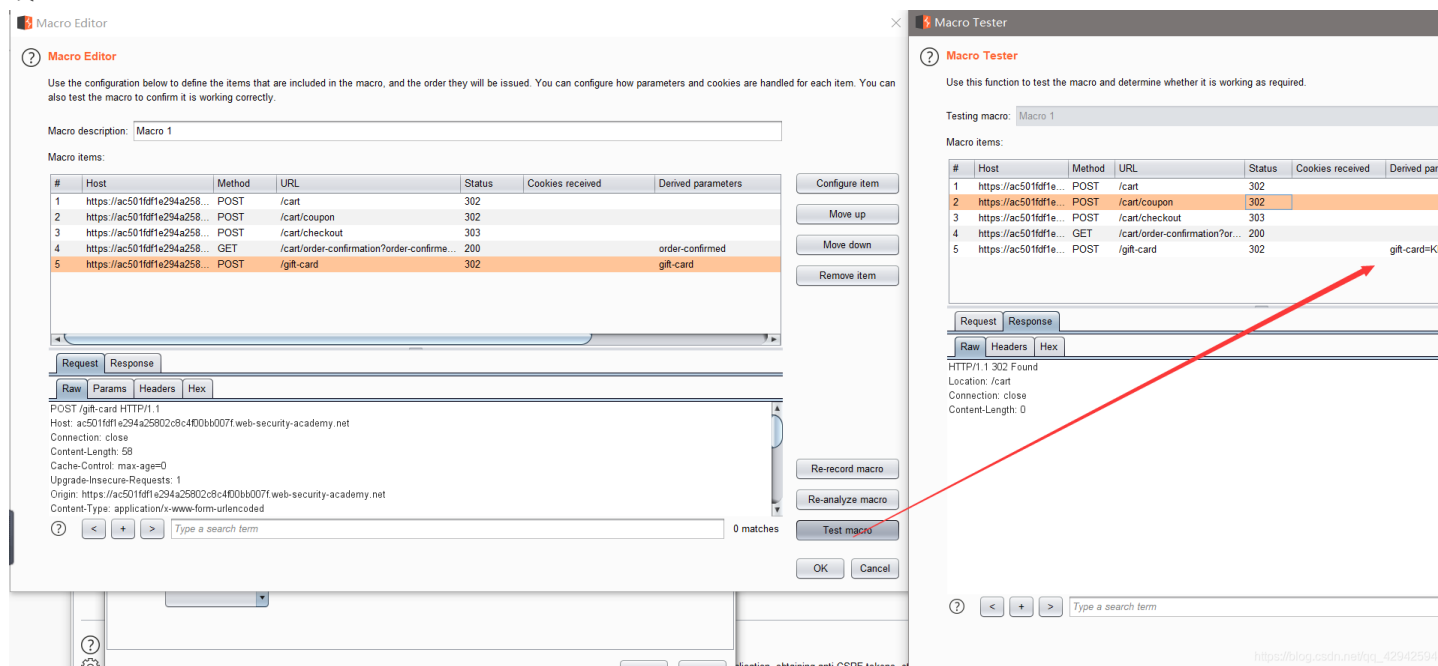 Macro Editor
Macro Editor
Use the configuration below to define the items that are included in the macro, and the order they will be issued. You can configure how parameters and cookies are handled for each item. You can
also test the macro to confirm it is working correctly.
Macro description: Macro 1
Macro items:
# Host Method URL Status Cookies received Derived parameters
1 https://ac501fdf1e294a258... POST /cart 302
2 https://ac501fdf1e294a258... POST /cart/coupon 302
3 https://ac501fdf1e294a258... POST /cart/checkout 303
4 https://ac501fdf1e294a258... GET /cart/order-confirmation?order-confirme... 200 order-confirmed
5 https://ac501fdf1e294a258... POST /gift-card 302 gift-card
Configure item
Move up
Move down
Remove item
Request Response
Raw Params Headers Hex
POST /gift-card HTTP/1.1
Host: ac501fdf1e294a25802c8c4f00bb007f.web-security-academy.net
Connection: close
Content-Length: 58
Cache-Control: max-age=0
Upgrade-Insecure-Requests: 1
Origin: https://ac501fdf1e294a25802c8c4f00bb007f.web-security-academy.net
Content-Type: application/x-www-form-urlencoded
? < + > Type a search term 0 matches
Re-record macro
Re-analyze macro
Test macro
OK Cancel
Macro Tester
Macro Tester
Use this function to test the macro and determine whether it is working as required.
Testing macro: Macro 1
Macro items:
# Host Method URL Status Cookies received Derived par
1 https://ac501fdf1e... POST /cart 302
2 https://ac501fdf1e... POST /cart/coupon 302
3 https://ac501fdf1e... POST /cart/checkout 303
4 https://ac501fdf1e... GET /cart/order-confirmation?or... 200
5 https://ac501fdf1e... POST /gift-card 302 gift-card=K
Request Response
Raw Headers Hex
HTTP/1.1 302 Found
Location: /cart
Connection: close
Content-Length: 0
? < + > Type a search term
https://blog.csdn.net/qq_42942594